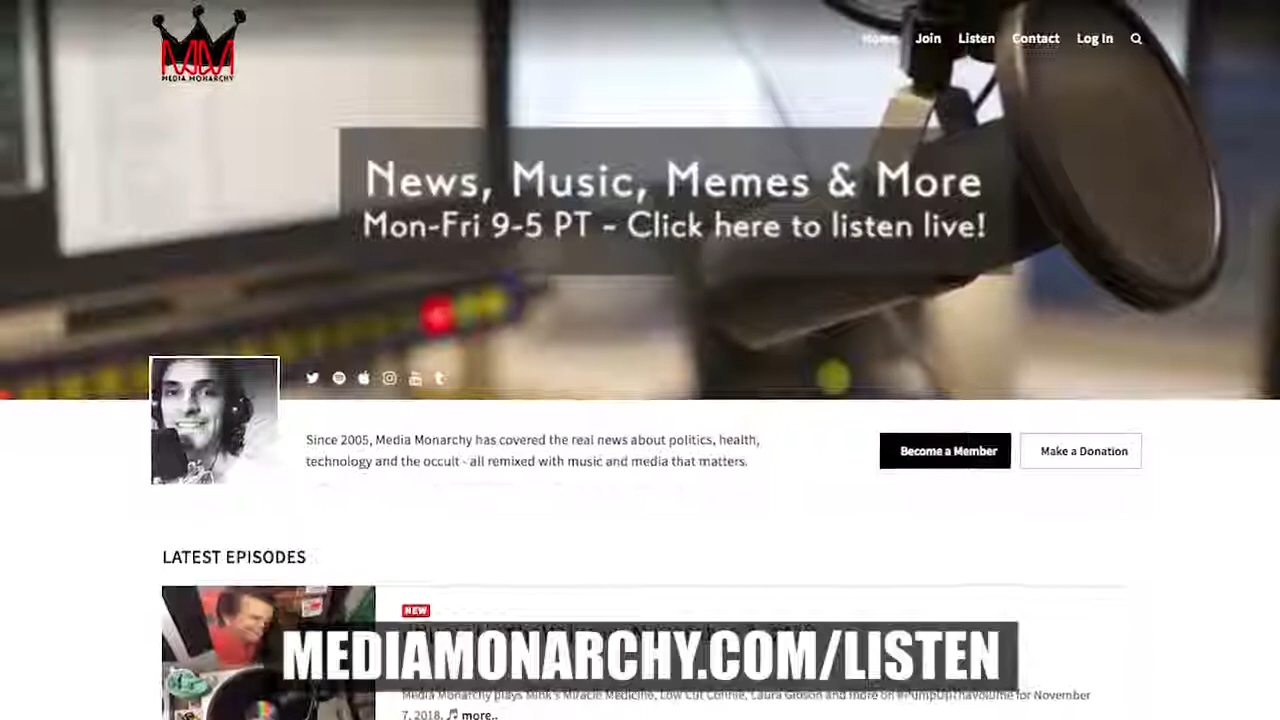 MEDIA MONARCHY
Home Join Listen Contact Log In
News, Music, Memes & More
Mon-Fri 9-5 PT - Click here to listen live!
Since 2005, Media Monarchy has covered the real news about politics, health,
technology and the occult - all remixed with music and media that matters.
Become a Member Make a Donation
LATEST EPISODES
NEW
MEDIAMONARCHY.COM/LISTEN
Media Monarchy plays Mink's Miracle Medicine, Low Cut Connie, Laura Gibson and more on #PumpUpThaVolume for November
7, 2018. more..